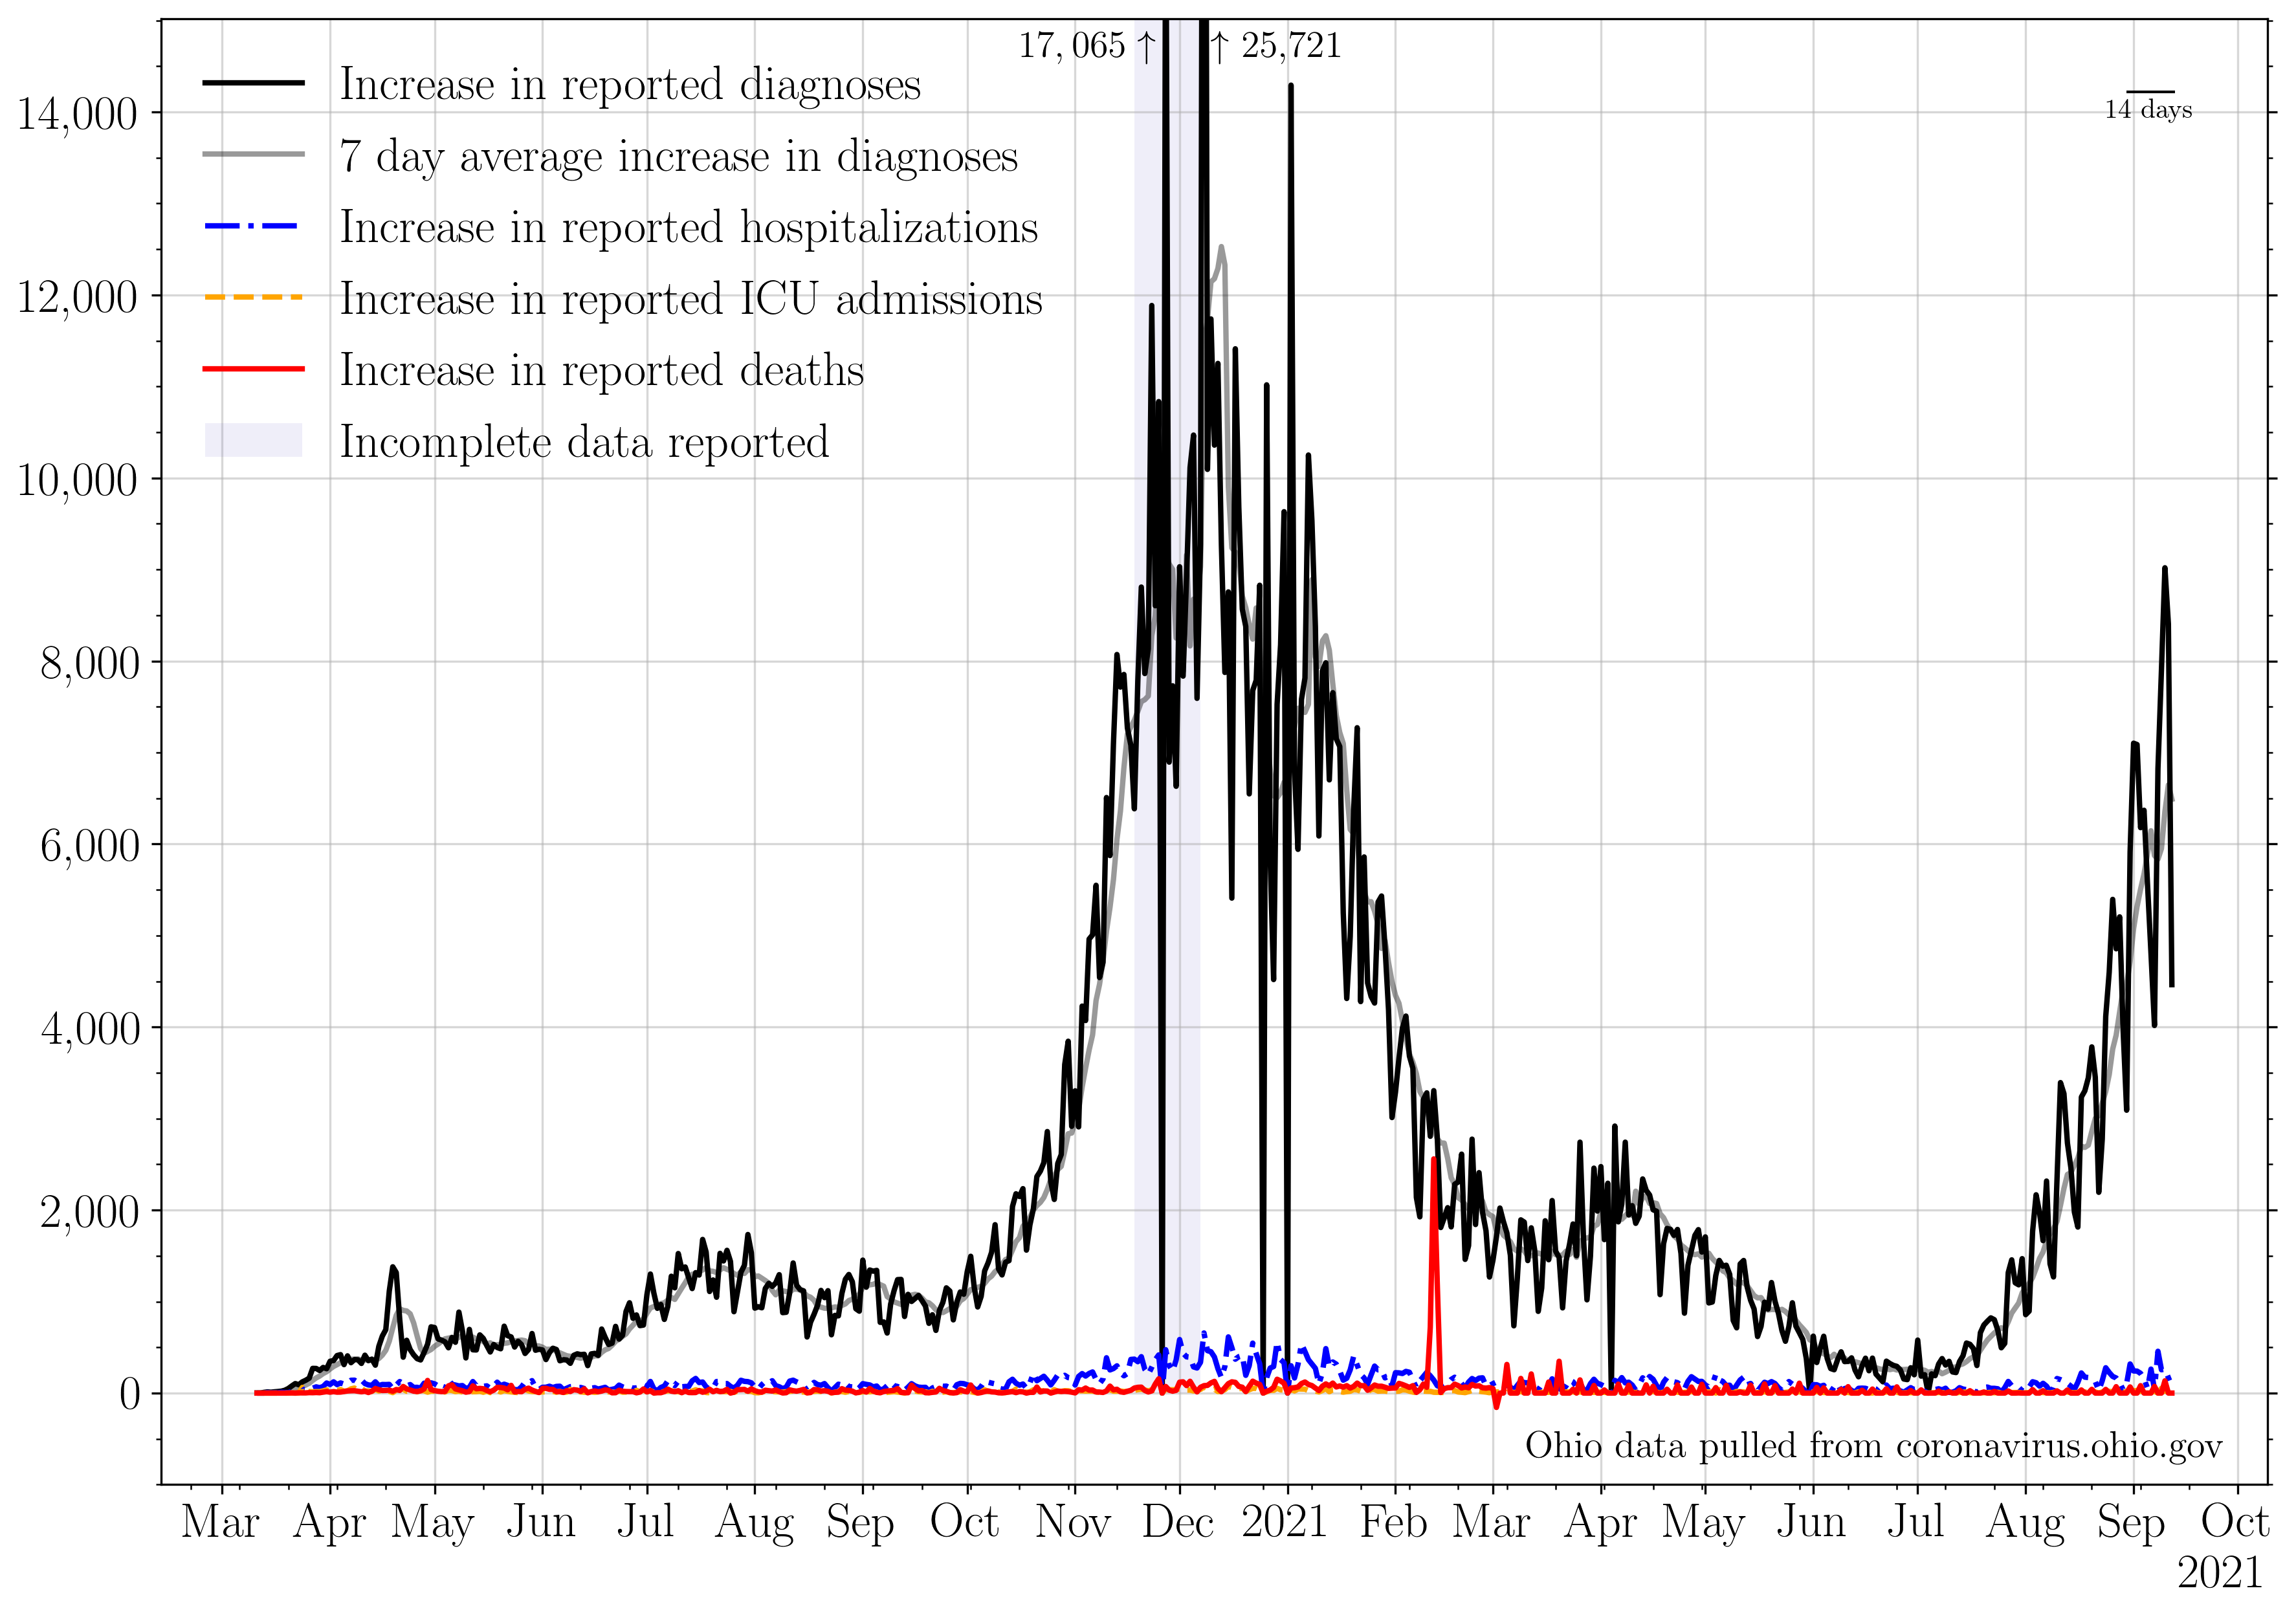 17,065 ↑ ↑ 25,721
Increase in reported diagnoses
7 day average increase in diagnoses
Increase in reported hospitalizations
Increase in reported ICU admissions
Increase in reported deaths
Incomplete data reported
14 days
14,000
12,000
10,000
8,000
6,000
4,000
2,000
0
Ohio data pulled from coronavirus.ohio.gov
Mar Apr May Jun Jul Aug Sep Oct Nov Dec 2021 Feb Mar Apr May Jun Jul Aug Sep Oct
2021